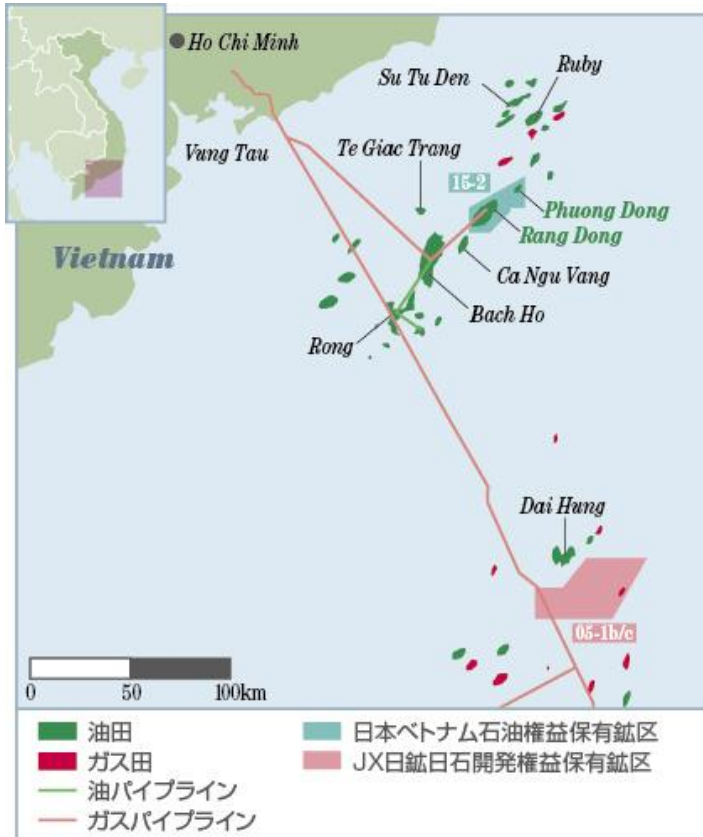 Ho Chi Minh
Ruby
Su Tu Den
Vung Tau
Te Giac Trang
15-2
Phuong Dong
Rang Dong
Vietnam
Ca Ngu Vang
Bach Ho
Rong
Dai Hung
05-1b/c
0 50 100km
油田
ガス田
油パイプライン
ガスパイプライン
日本ベトナム石油権益保有鉱区
JX日鉱日石開発権益保有鉱区